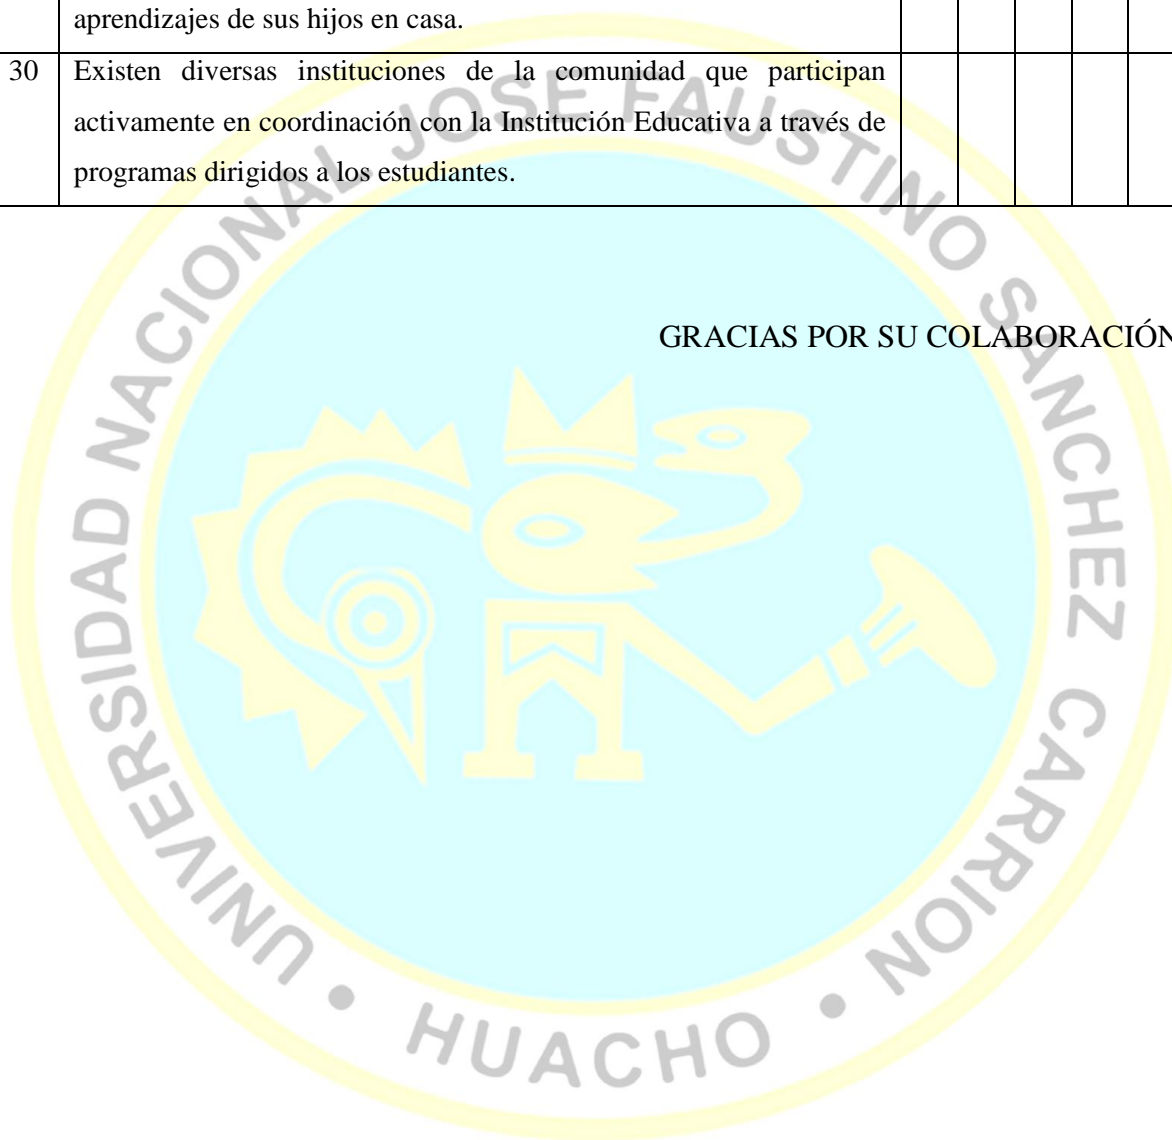 aprendizajes de sus hijos en casa.
30 Existen diversas instituciones de la comunidad que participan
activamente en coordinación con la Institución Educativa a través de
programas dirigidos a los estudiantes.
GRACIAS POR SU COLABORACIÓN
UNIVERSIDAD NACIONAL JOSE FAUSTINO SANCHEZ CARRION • HUACHO •